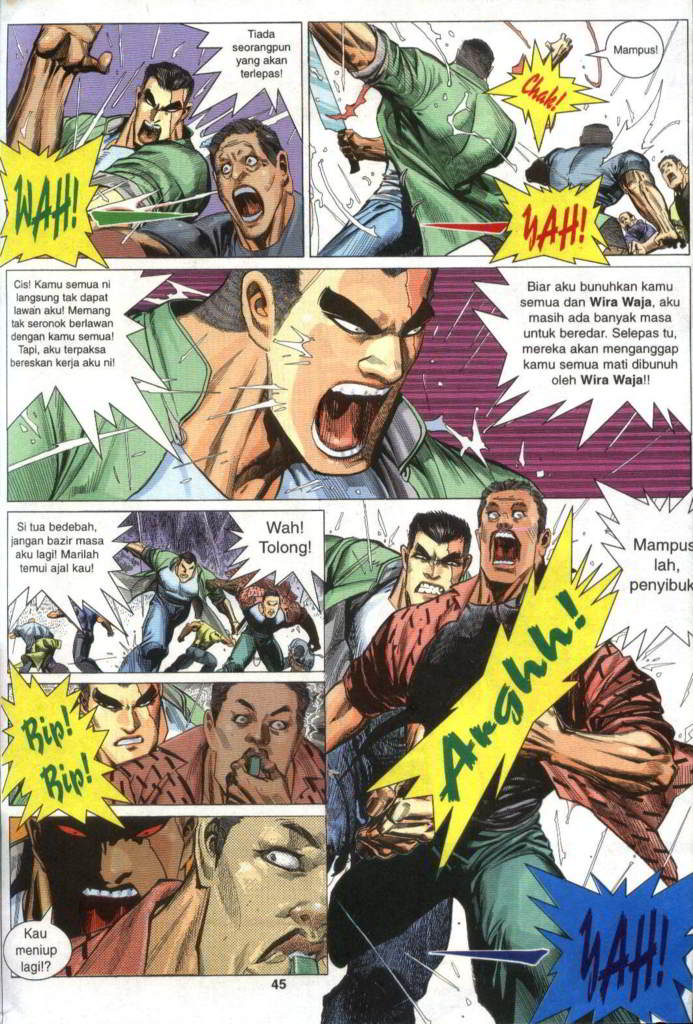 Tiada
seorangpun
yang akan
terlepas!
WAH!
Mampus!
Chak!
YAH!
Cis! Kamu semua ni
langsung tak dapat
lawan aku! Memang
tak seronok berlawan
dengan kamu semua!
Tapi, aku terpaksa
bereskan kerja aku ni!
Biar aku bunuhkan kamu
semua dan Wira Waja, aku
masih ada banyak masa
untuk beredar. Selepas tu,
mereka akan menganggap
kamu semua mati dibunuh
oleh Wira Waja!!
Si tua bedebah,
jangan bazir masa
aku lagi! Marilah
temui ajal kau!
Wah!
Tolong!
Bip!
Bip!
Kau
meniup
lagi!?
Mampus
lah,
penyibuk
Arghh!
YAH!
45